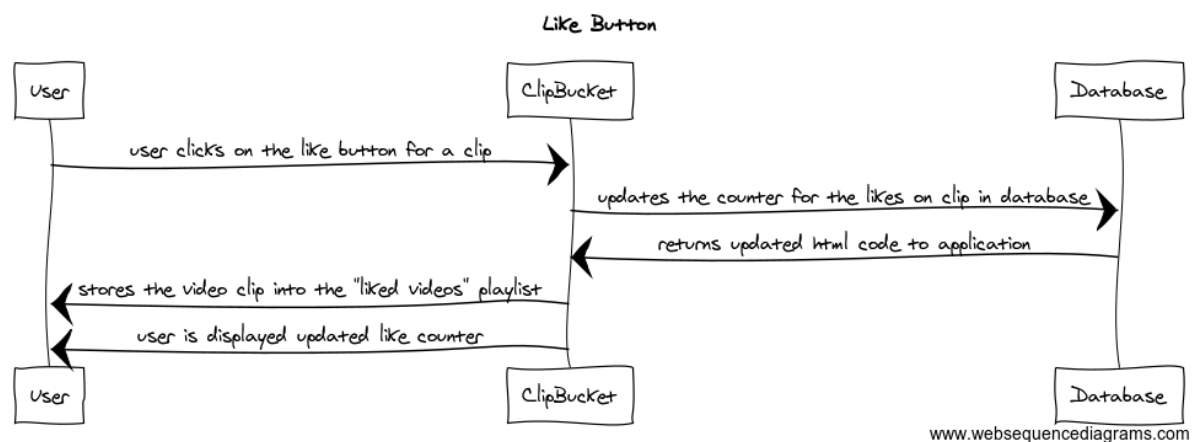 Like Button
User
ClipBucket
Database
user clicks on the like button for a clip
updates the counter for the likes on clip in database
returns updated html code to application
stores the video clip into the "liked videos" playlist
user is displayed updated like counter
User
ClipBucket
Database
www.websequencediagrams.com